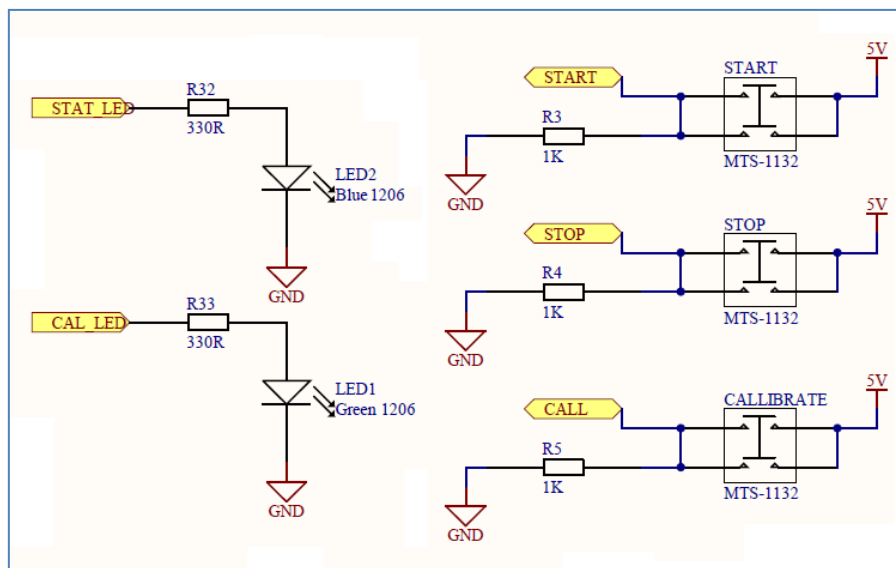 R32
STAT_LED
330R
LED2
Blue 1206
GND
R33
CAL_LED
330R
LED1
Green 1206
GND
5V
START
START
R3
1K
MTS-1132
GND
5V
STOP
STOP
R4
1K
MTS-1132
GND
5V
CALLIBRATE
CALL
R5
1K
MTS-1132
GND